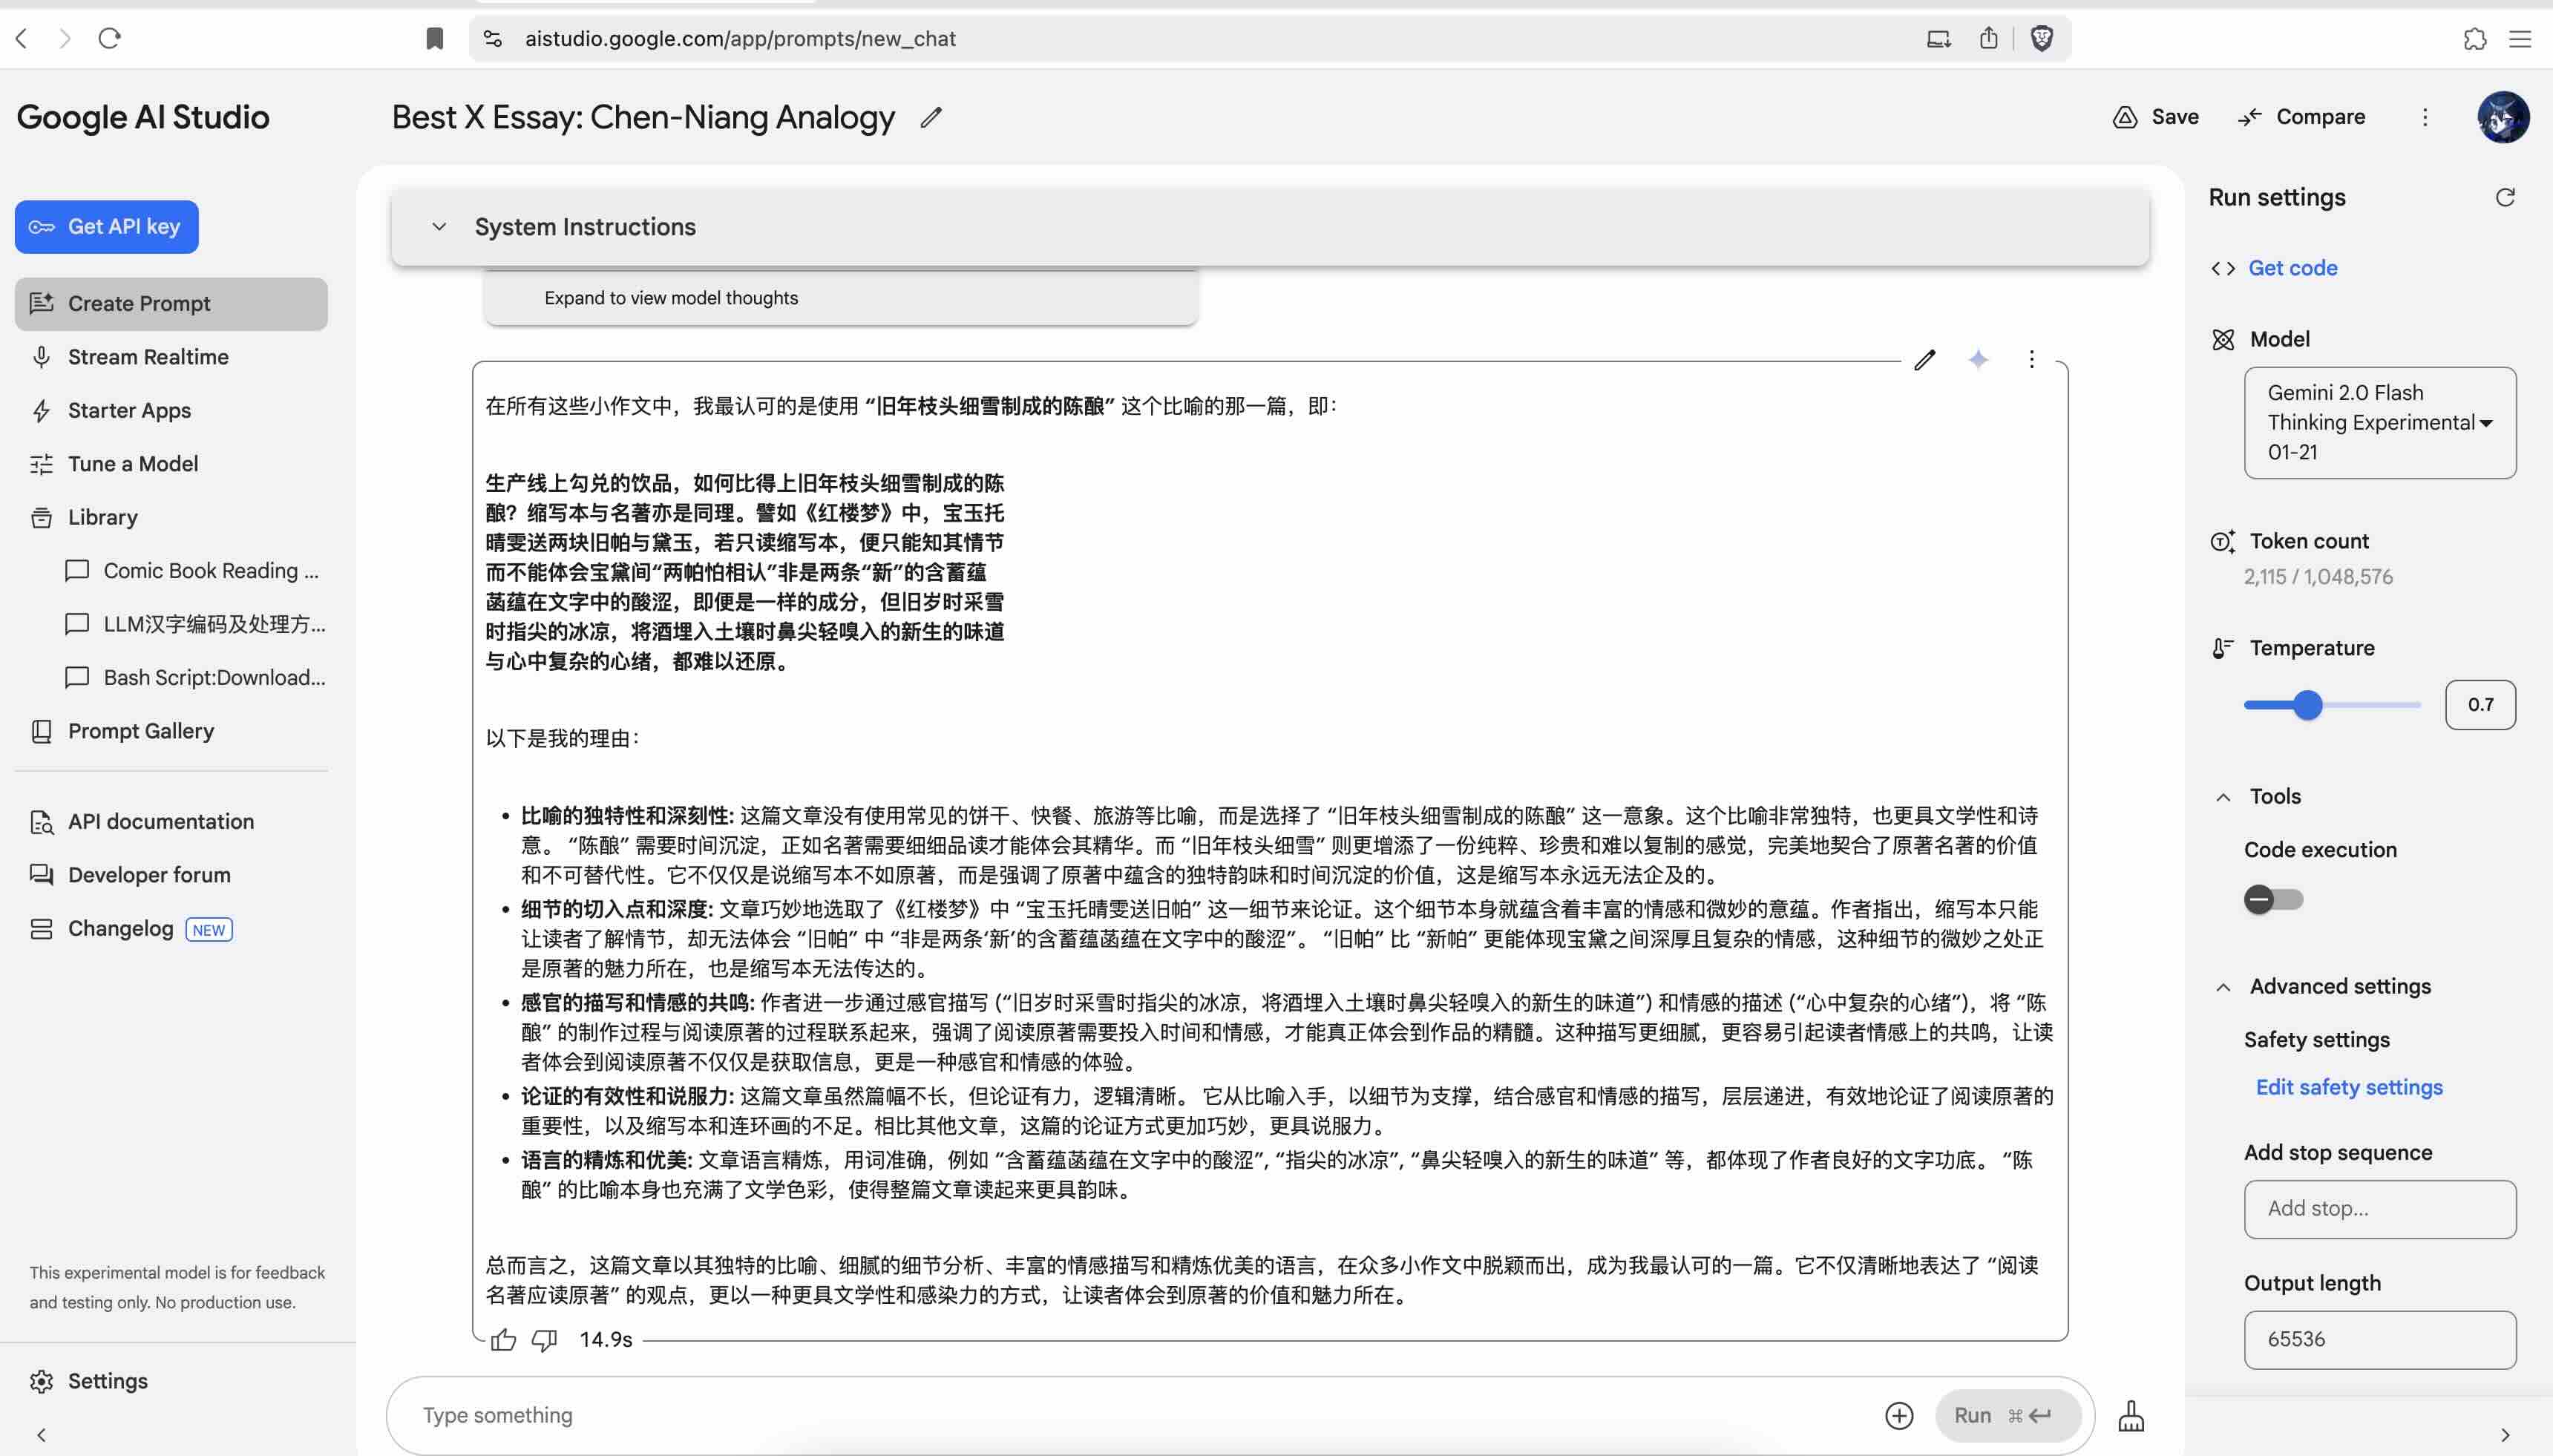 aistudio.google.com/app/prompts/new_chat
Google AI Studio
Best X Essay: Chen-Niang Analogy
Save
Compare
Get API key
Create Prompt
Stream Realtime
Starter Apps
Tune a Model
Library
Comic Book Reading ...
LLM汉字编码及处理方...
Bash Script:Download...
Prompt Gallery
API documentation
Developer forum
Changelog NEW
This experimental model is for feedback
and testing only. No production use.
Settings
System Instructions
Expand to view model thoughts
在所有这些小作文中，我最认可的是使用 “旧年枝头细雪制成的陈酿” 这个比喻的那一篇，即：
生产线上勾兑的饮品，如何比得上旧年枝头细雪制成的陈
酿？缩写本与名著亦是同理。譬如《红楼梦》中，宝玉托
晴雯送两块旧帕与黛玉，若只读缩写本，便只能知其情节
而不能体会宝黛间“两帕怕相认”非是两条“新”的含蓄蕴
菡蕴在文字中的酸涩，即便是一样的成分，但旧岁时采雪
时指尖的冰凉，将酒埋入土壤时鼻尖轻嗅入的新生的味道
与心中复杂的心绪，都难以还原。
以下是我的理由：
• 比喻的独特性和深刻性: 这篇文章没有使用常见的饼干、快餐、旅游等比喻，而是选择了 “旧年枝头细雪制成的陈酿” 这一意象。这个比喻非常独特，也更具文学性和诗
意。 “陈酿” 需要时间沉淀，正如名著需要细细品读才能体会其精华。而 “旧年枝头细雪” 则更增添了一份纯粹、珍贵和难以复制的感觉，完美地契合了原著名著的价值
和不可替代性。它不仅仅是说缩写本不如原著，而是强调了原著中蕴含的独特韵味和时间沉淀的价值，这是缩写本永远无法企及的。
• 细节的切入点和深度: 文章巧妙地选取了《红楼梦》中 “宝玉托晴雯送旧帕” 这一细节来论证。这个细节本身就蕴含着丰富的情感和微妙的意蕴。作者指出，缩写本只能
让读者了解情节，却无法体会 “旧帕” 中 “非是两条‘新’的含蓄蕴菡蕴在文字中的酸涩”。 “旧帕” 比 “新帕” 更能体现宝黛之间深厚且复杂的情感，这种细节的微妙之处正
是原著的魅力所在，也是缩写本无法传达的。
• 感官的描写和情感的共鸣: 作者进一步通过感官描写 (“旧岁时采雪时指尖的冰凉，将酒埋入土壤时鼻尖轻嗅入的新生的味道”) 和情感的描述 (“心中复杂的心绪”)，将 “陈
酿” 的制作过程与阅读原著的过程联系起来，强调了阅读原著需要投入时间和情感，才能真正体会到作品的精髓。这种描写更细腻，更容易引起读者情感上的共鸣，让读
者体会到阅读原著不仅仅是获取信息，更是一种感官和情感的体验。
• 论证的有效性和说服力: 这篇文章虽然篇幅不长，但论证有力，逻辑清晰。 它从比喻入手，以细节为支撑，结合感官和情感的描写，层层递进，有效地论证了阅读原著的
重要性，以及缩写本和连环画的不足。相比其他文章，这篇的论证方式更加巧妙，更具说服力。
• 语言的精炼和优美: 文章语言精炼，用词准确，例如 “含蓄蕴菡蕴在文字中的酸涩”, “指尖的冰凉”, “鼻尖轻嗅入的新生的味道” 等，都体现了作者良好的文字功底。 “陈
酿” 的比喻本身也充满了文学色彩，使得整篇文章读起来更具韵味。
总而言之，这篇文章以其独特的比喻、细腻的细节分析、丰富的情感描写和精炼优美的语言，在众多小作文中脱颖而出，成为我最认可的一篇。它不仅清晰地表达了 “阅读
名著应读原著” 的观点，更以一种更具文学性和感染力的方式，让读者体会到原著的价值和魅力所在。
14.9s
Type something
Run ⌘
Run settings
Get code
Model
Gemini 2.0 Flash
Thinking Experimental
01-21
Token count
2,115 / 1,048,576
Temperature
0.7
Tools
Code execution
Advanced settings
Safety settings
Edit safety settings
Add stop sequence
Add stop...
Output length
65536